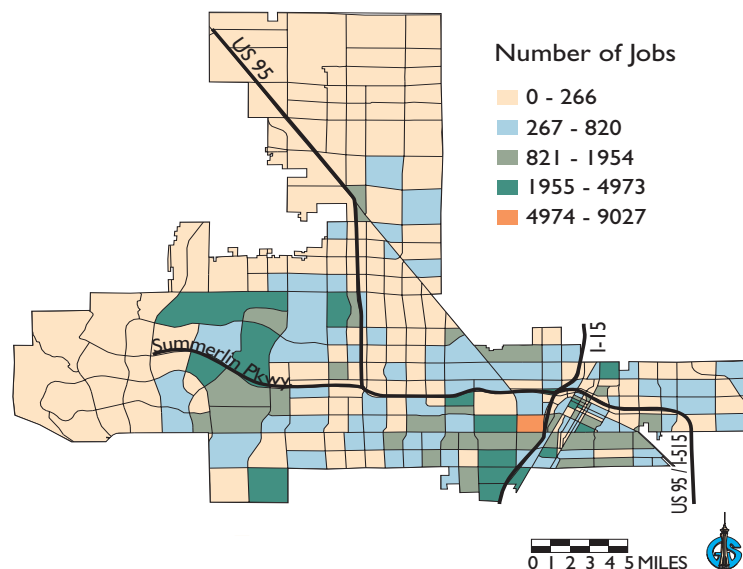 US 95
Number of Jobs
0 - 266
267 - 820
821 - 1954
1955 - 4973
4974 - 9027
Summerlin Pkwy
I-15
US 95 / I-515
0 1 2 3 4 5 MILES